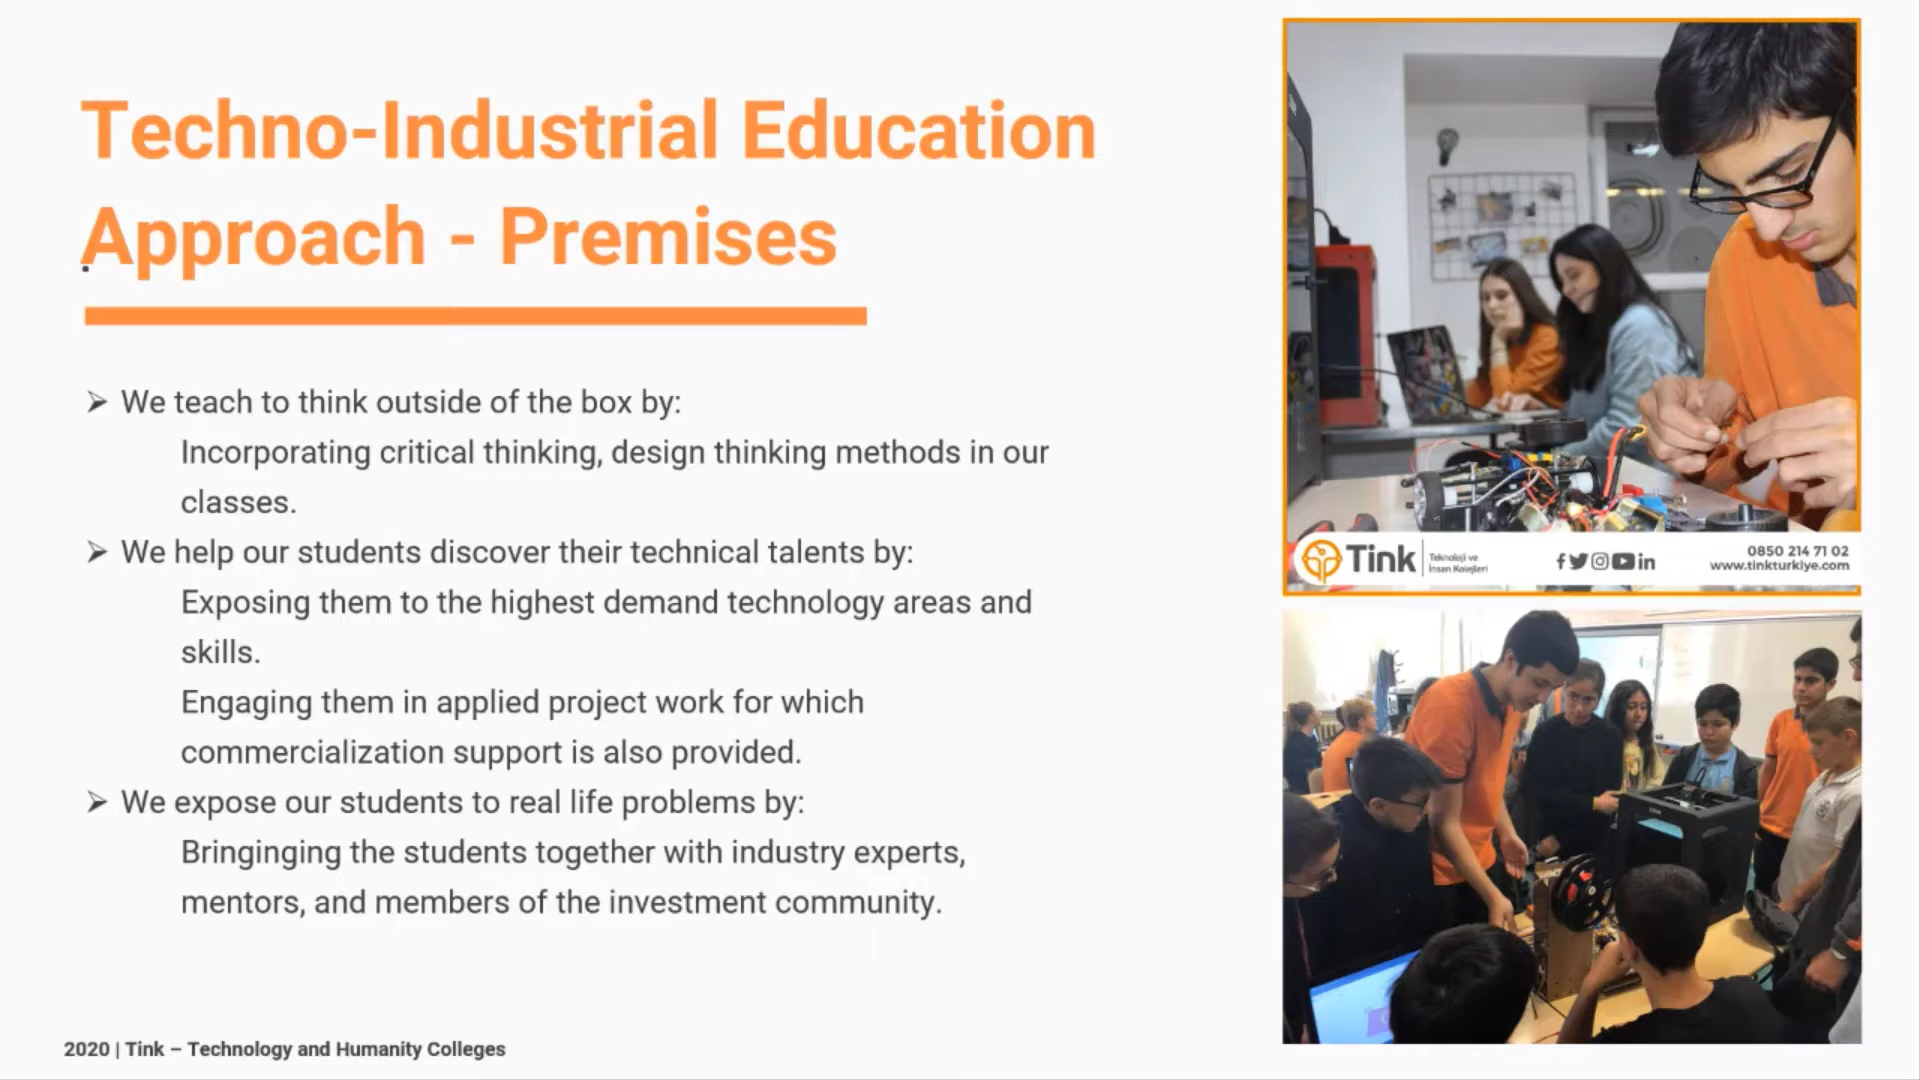 Techno-Industrial Education
Approach - Premises
➢ We teach to think outside of the box by:
Incorporating critical thinking, design thinking methods in our
classes.
➢ We help our students discover their technical talents by:
Exposing them to the highest demand technology areas and
skills.
Engaging them in applied project work for which
commercialization support is also provided.
➢ We expose our students to real life problems by:
Bringinging the students together with industry experts,
mentors, and members of the investment community.
2020 | Tink – Technology and Humanity Colleges
Tink
Teknoloji ve
İnsan Kolejleri
0850 214 71 02
www.tinkturkiye.com